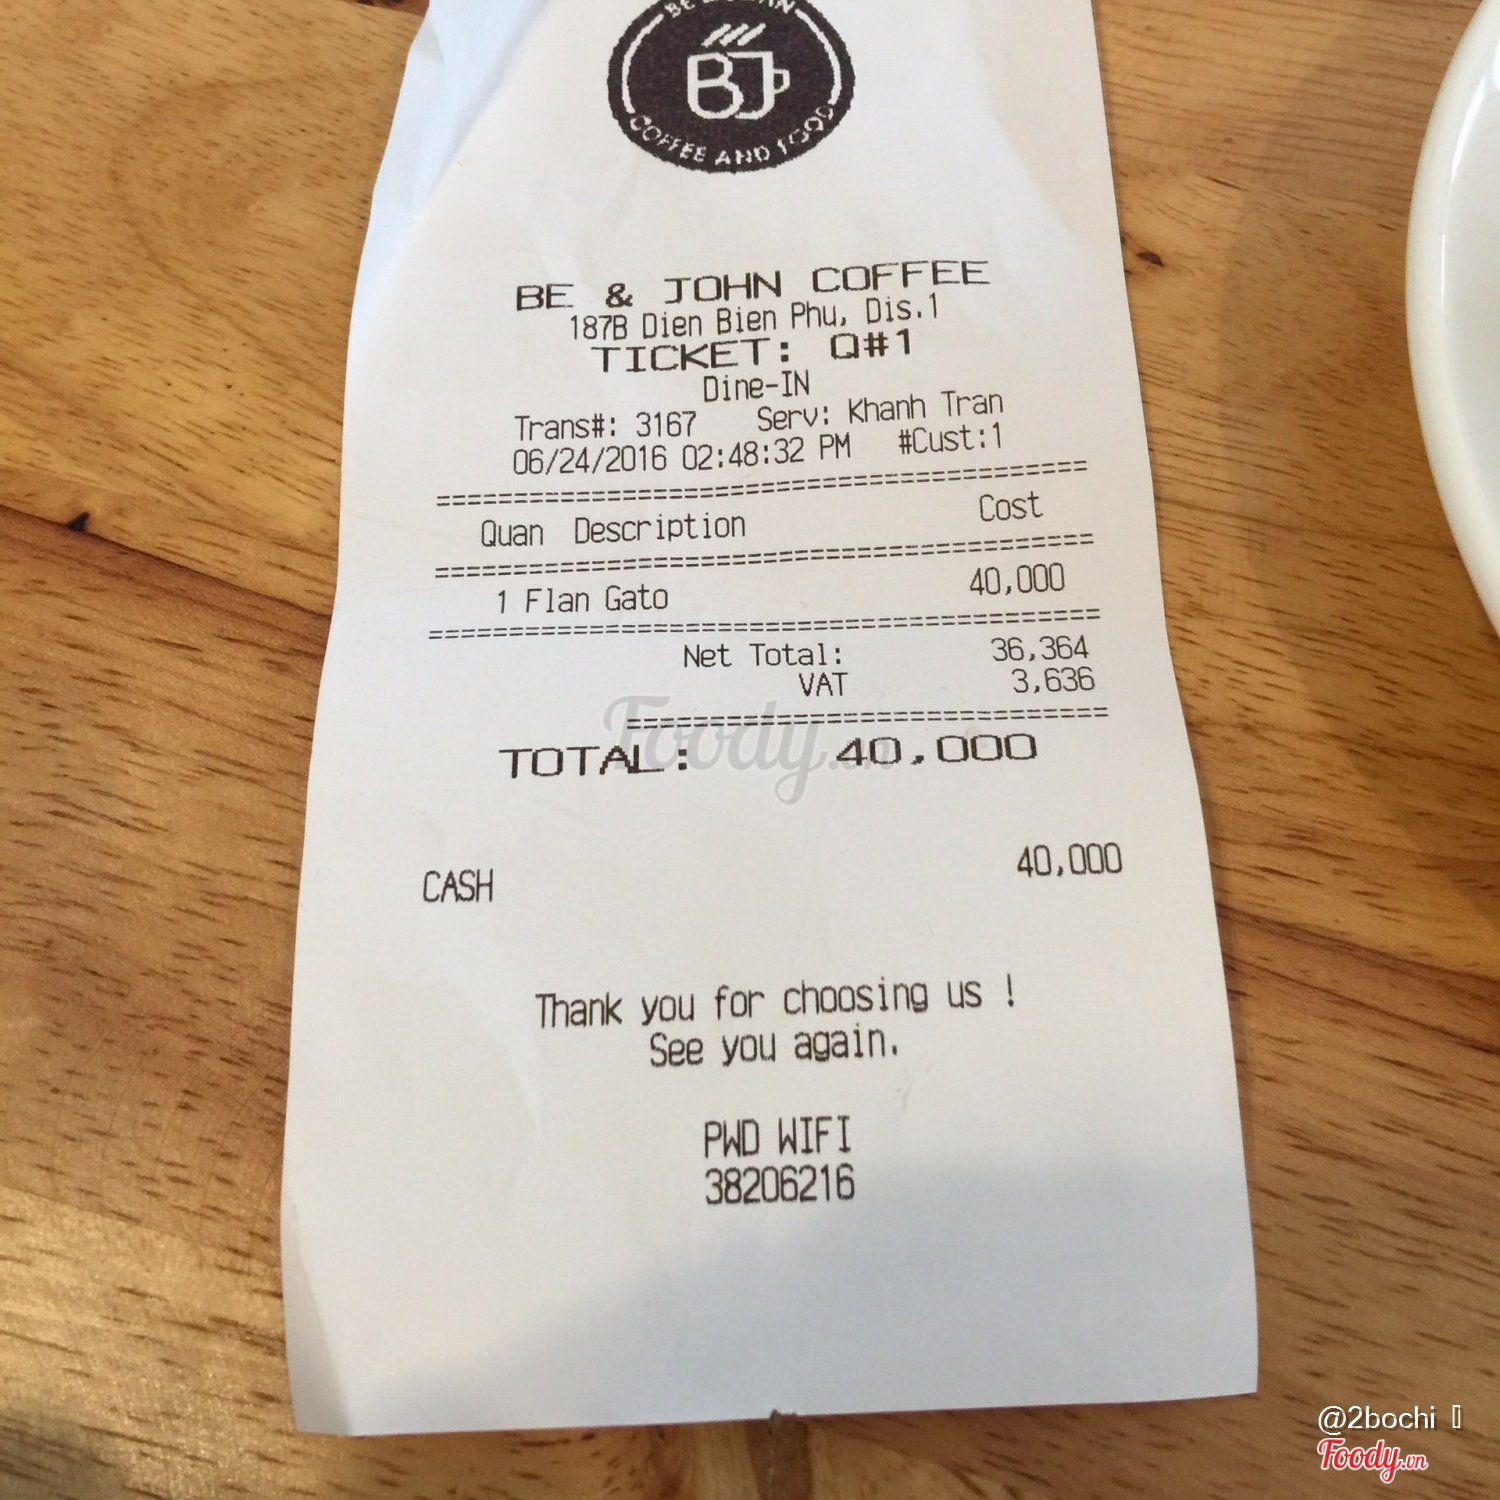 BJ
COFFEE AND FOOD
BE & JOHN COFFEE
187B Dien Bien Phu, Dis.1
TICKET: Q#1
Dine-IN
Trans#: 3167 Serv: Khanh Tran
06/24/2016 02:48:32 PM #Cust:1
Quan Description Cost
1 Flan Gato 40,000
Net Total: 36,364
VAT 3,636
TOTAL: 40,000
CASH 40,000
Thank you for choosing us !
See you again.
PWD WIFI
38206216
Foody.vn
@2bochi
Foody.vn